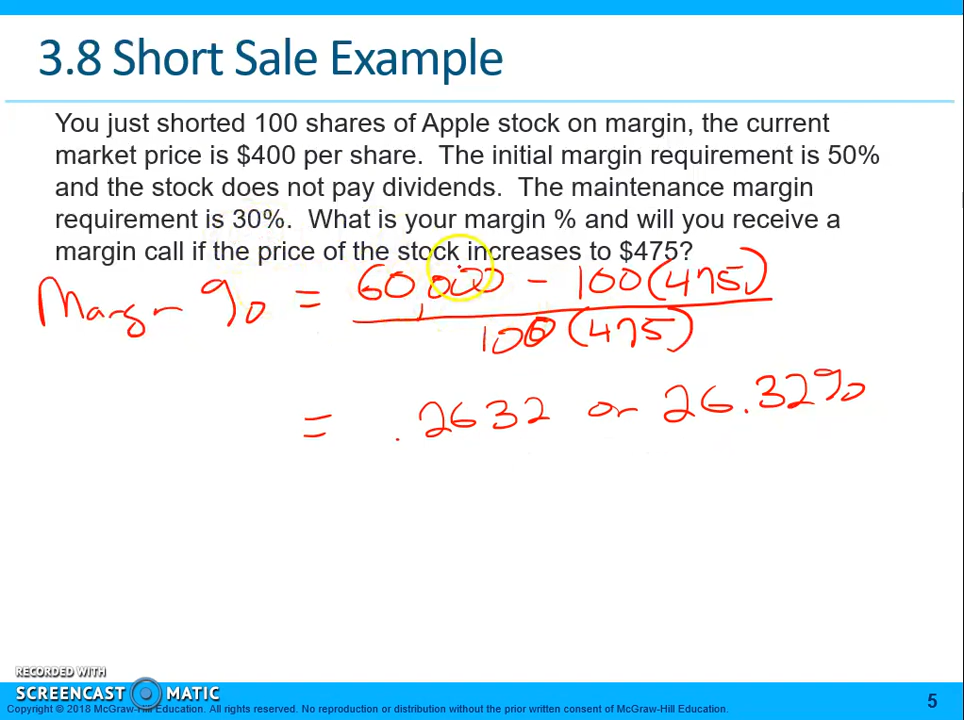 3.8 Short Sale Example
You just shorted 100 shares of Apple stock on margin, the current
market price is $400 per share. The initial margin requirement is 50%
and the stock does not pay dividends. The maintenance margin
requirement is 30%. What is your margin % and will you receive a
margin call if the price of the stock increases to $475?
Margin % = 60,000 - 100(475)
100(475)
= .2632 or 26.32%
RECORDED WITH
SCREENCAST MATIC
Copyright © 2018 McGraw-Hill Education. All rights reserved. No reproduction or distribution without the prior written consent of McGraw-Hill Education.
5